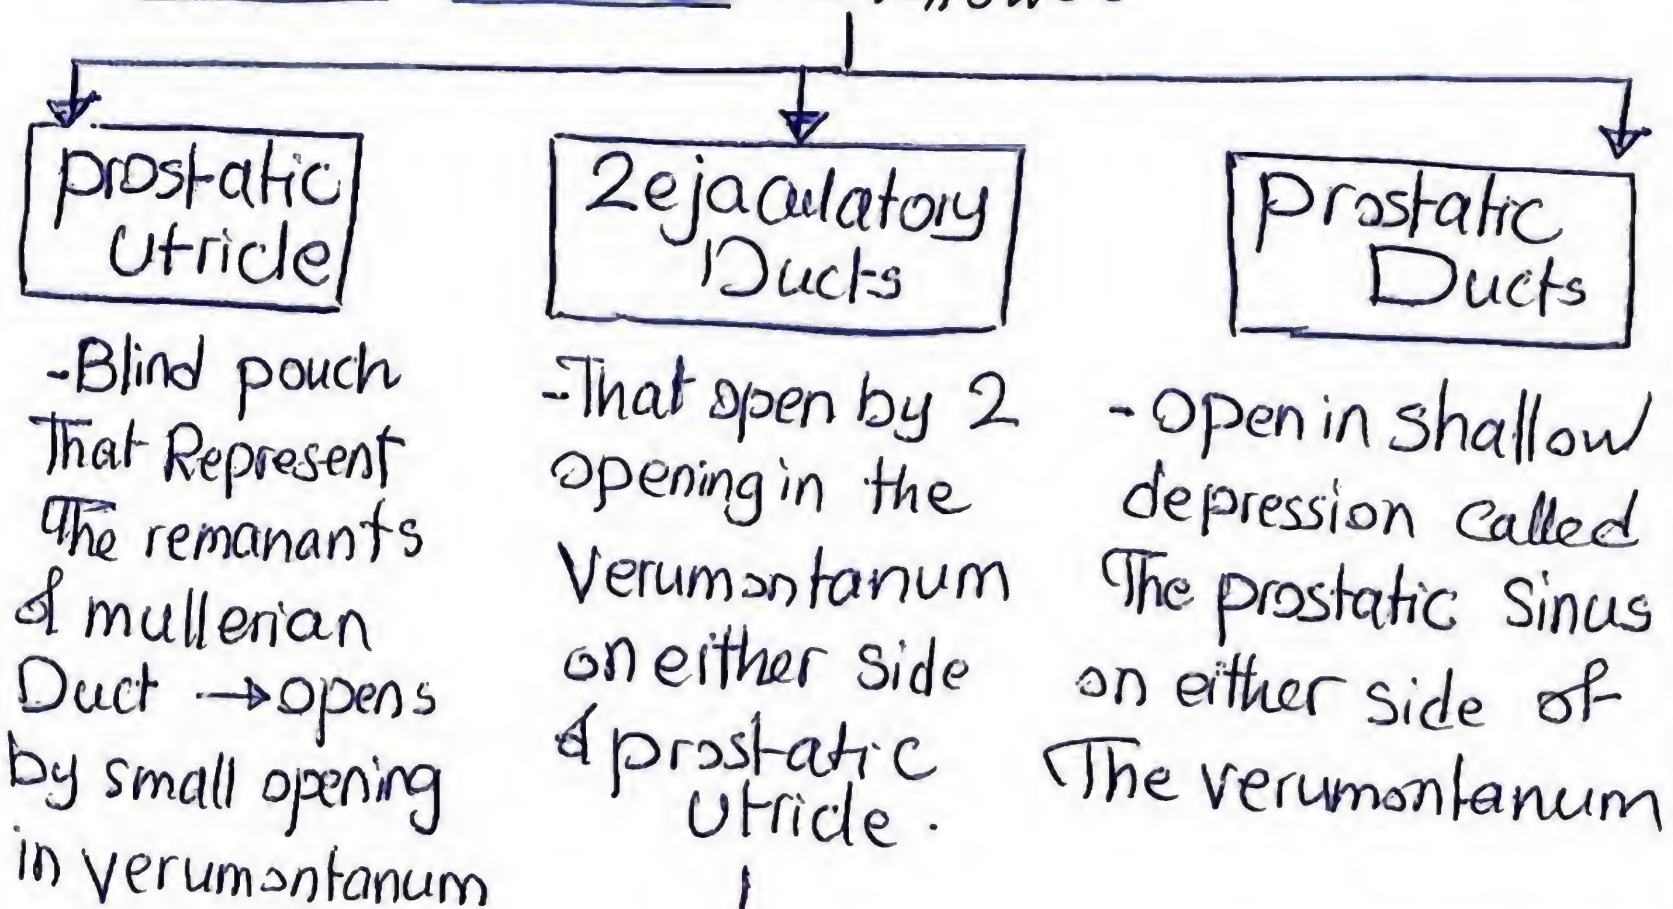 prostatic
Utricle
2 ejaculatory
Ducts
Prostatic
Ducts
-Blind pouch
That Represent
The remanants
of mullerian
Duct → opens
by small opening
in verumontanum
-That open by 2
opening in the
Verumontanum
on either side
of prostatic
Utricle.
-Open in shallow
depression called
The prostatic Sinus
on either side of
The verumontanum